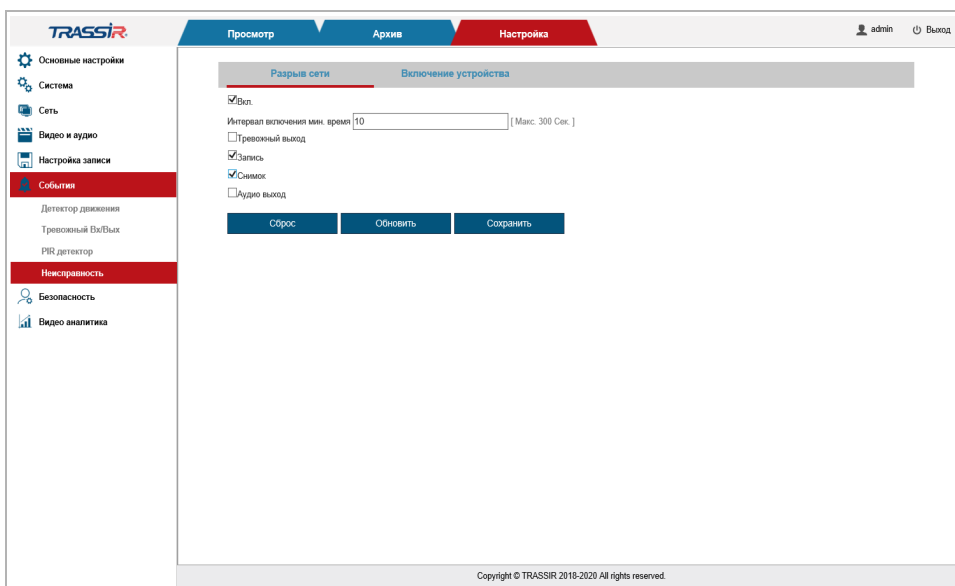 TRASSIR
Просмотр
Архив
Настройка
admin
Выход
Основные настройки
Система
Сеть
Видео и аудио
Настройка записи
События
Детектор движения
Тревожный Вх/Вых
PIR детектор
Неисправность
Безопасность
Видео аналитика
Разрыв сети
Включение устройства
Вкл.
Интервал включения мин. время 10 [ Макс. 300 Сек. ]
Тревожный выход
Запись
Снимок
Аудио выход
Сброс
Обновить
Сохранить
Copyright © TRASSIR 2018-2020 All rights reserved.